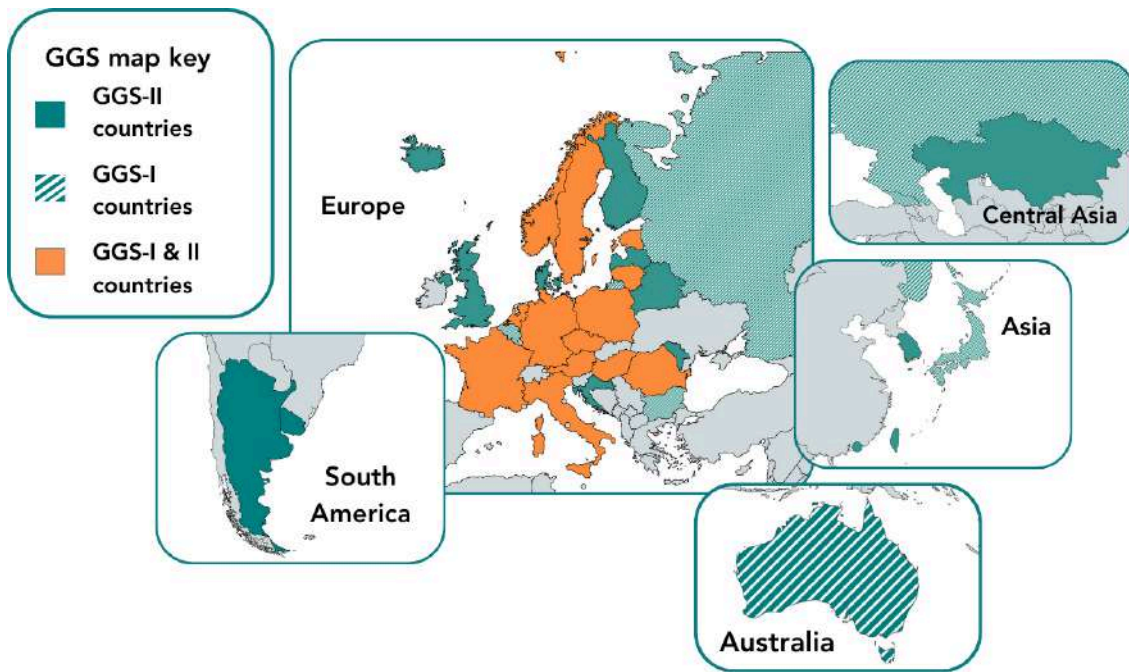 GGS map key
GGS-II
countries
GGS-I
countries
GGS-I & II
countries
Europe
Central Asia
Asia
South
America
Australia